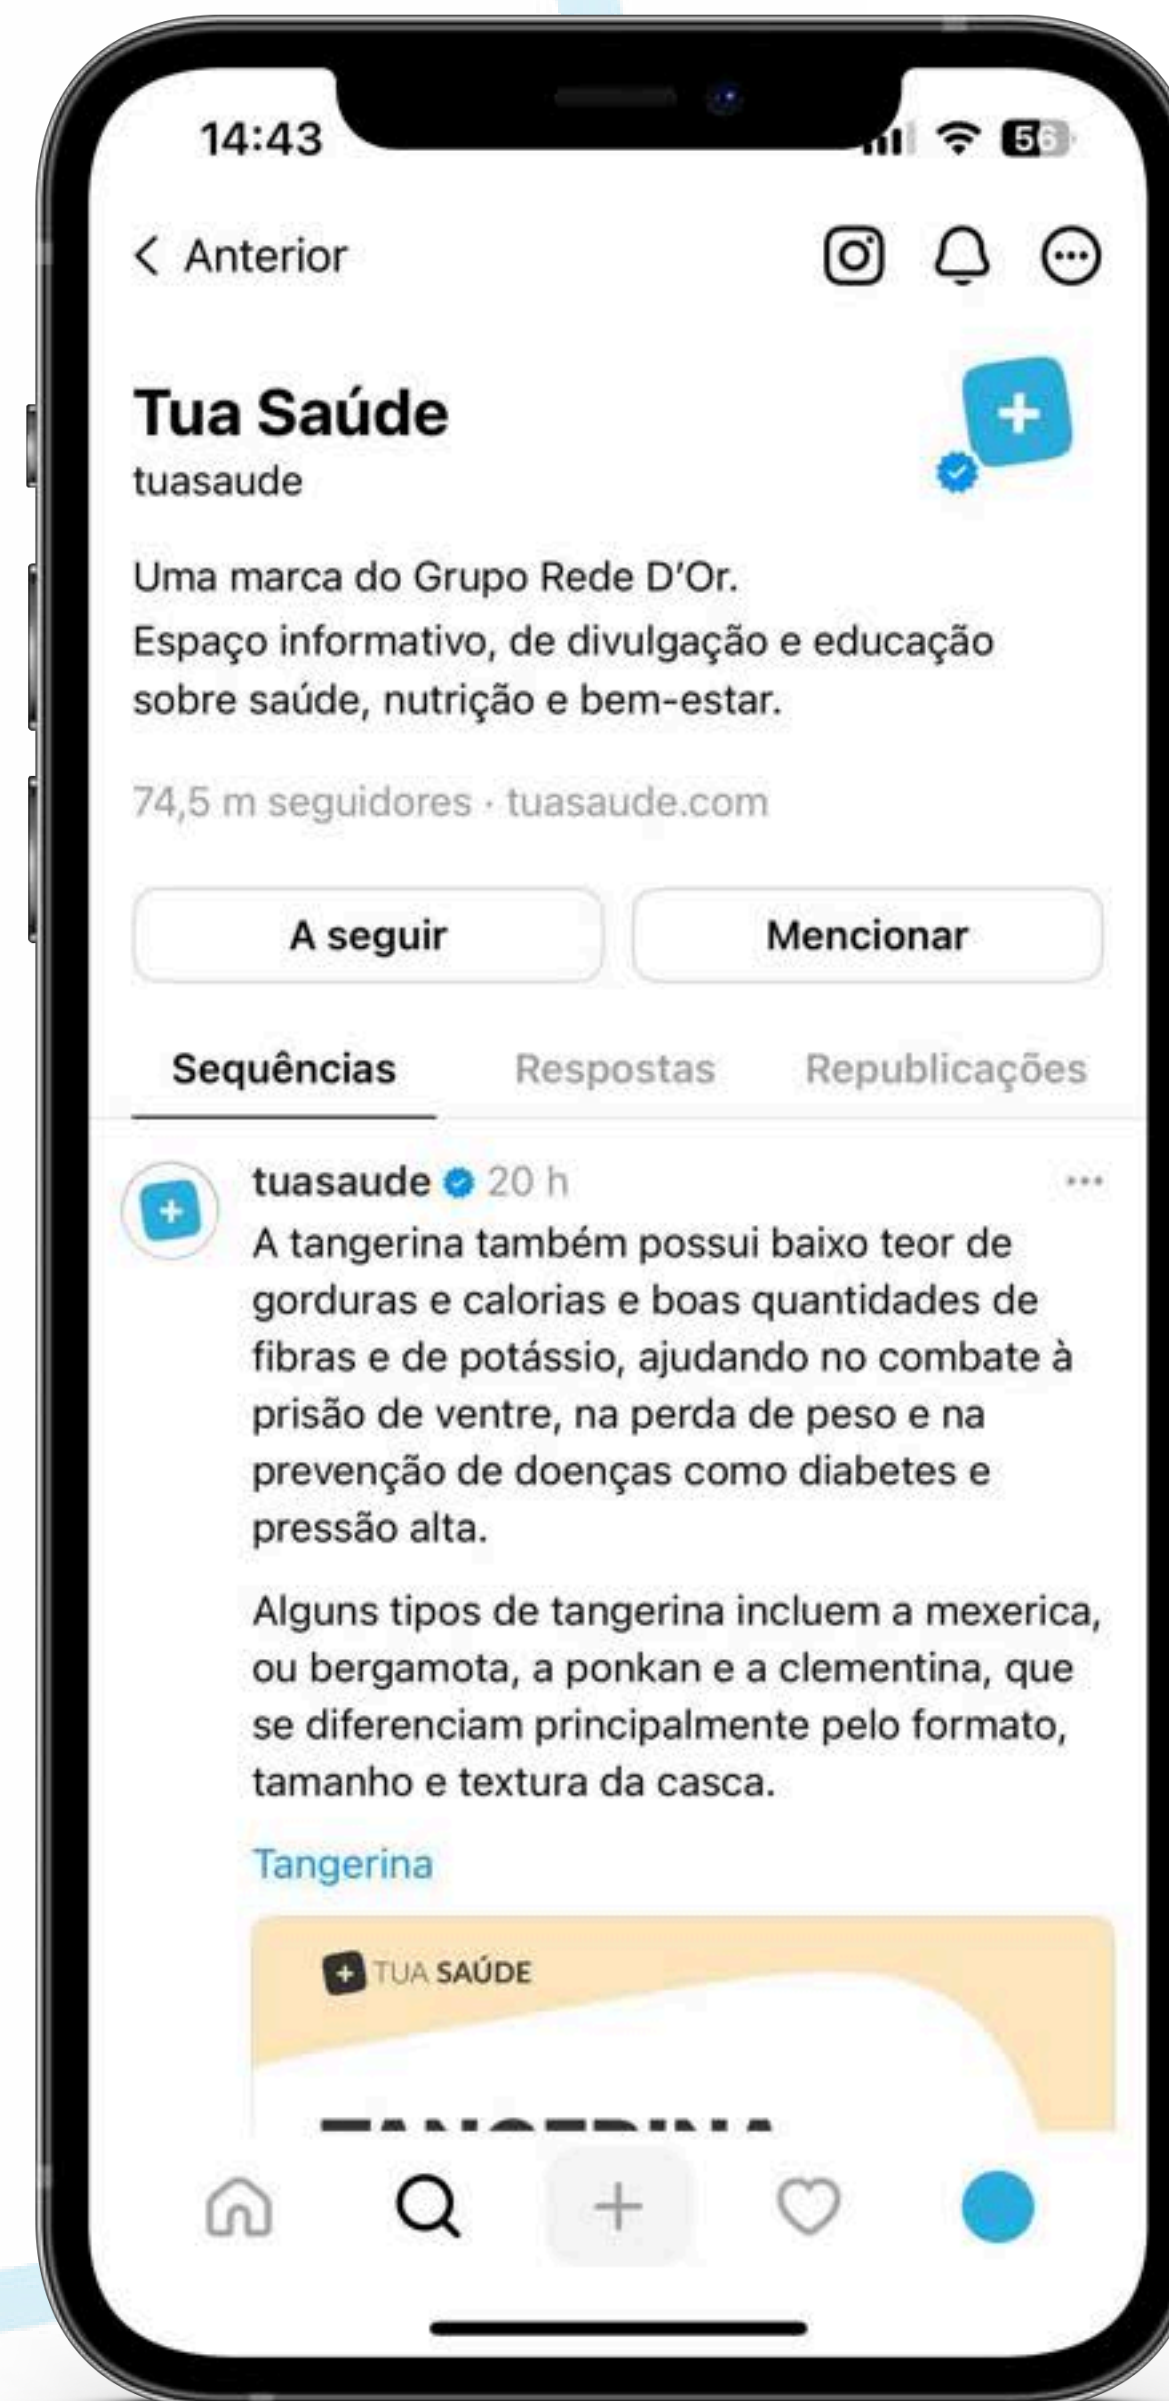 14:43
56
Anterior
Tua Saúde
tuasaude
Uma marca do Grupo Rede D’Or.
Espaço informativo, de divulgação e educação
sobre saúde, nutrição e bem-estar.
74,5 m seguidores · tuasaude.com
A seguir
Mencionar
Sequências
Respostas
Republicações
tuasaude 20 h
A tangerina também possui baixo teor de
gorduras e calorias e boas quantidades de
fibras e de potássio, ajudando no combate à
prisão de ventre, na perda de peso e na
prevenção de doenças como diabetes e
pressão alta.
Alguns tipos de tangerina incluem a mexerica,
ou bergamota, a ponkan e a clementina, que
se diferenciam principalmente pelo formato,
tamanho e textura da casca.
Tangerina
TUA SAÚDE
TANGERINA